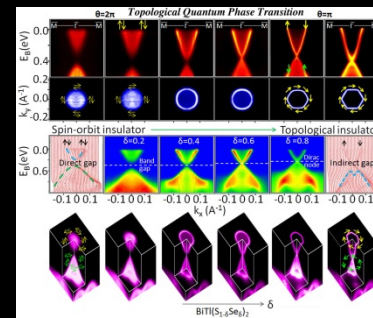 Topological Quantum Phase Transition
θ=2π
θ=π
M̄ Γ̄ M̄ M̄ Γ̄ M̄
E_B(eV)
0.0
0.2
0.4
k_y (A⁻¹)
0.2
0.0
-0.2
Spin-orbit insulator
Topological insulator
E_B(eV)
0.0
0.6
Direct gap
δ=0.2
Band gap
δ=0.4
δ=0.6
δ=0.8
Dirac node
Indirect gap
-0.1 0 0.1 -0.1 0 0.1 -0.1 0 0.1 -0.1 0 0.1 -0.1 0 0.1 -0.1 0 0.1
k_x (A⁻¹)
BiTl(S₁₋δSeδ)₂
δ